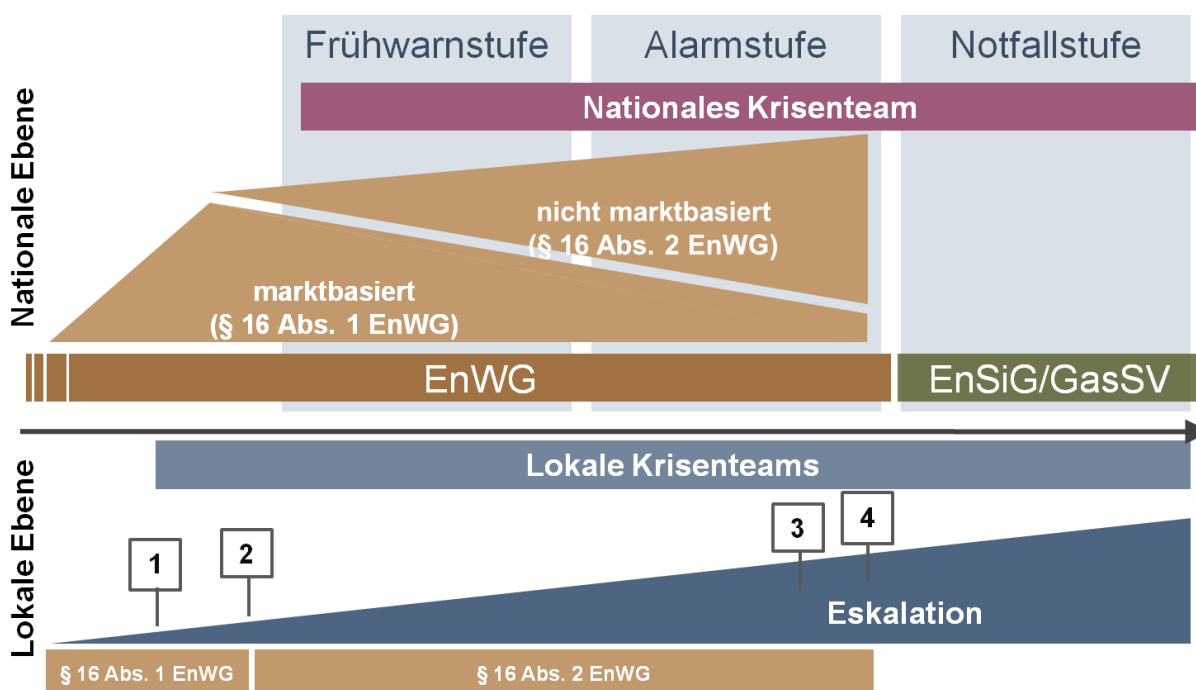 Frühwarnstufe
Alarmstufe
Notfallstufe
Nationale Ebene
Nationales Krisenteam
nicht marktbasiert
(§ 16 Abs. 2 EnWG)
marktbasiert
(§ 16 Abs. 1 EnWG)
EnWG
EnSiG/GasSV
Lokale Ebene
Lokale Krisenteams
1
2
3
4
Eskalation
§ 16 Abs. 1 EnWG
§ 16 Abs. 2 EnWG